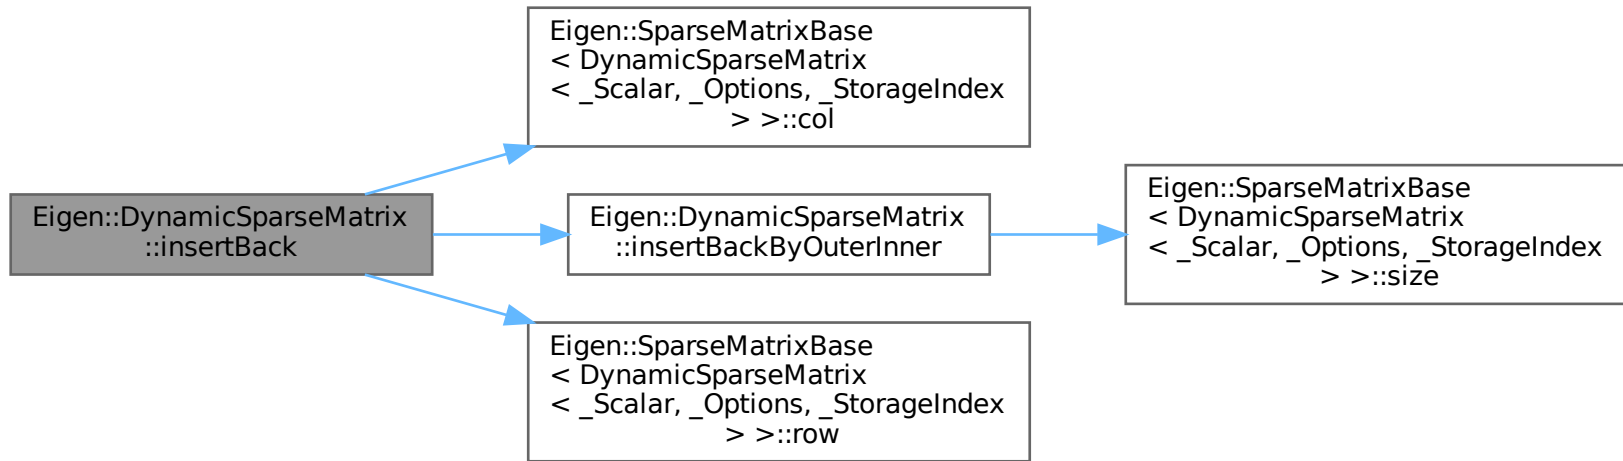 Eigen::SparseMatrixBase
< DynamicSparseMatrix
< _Scalar, _Options, _StorageIndex
> >::col
Eigen::DynamicSparseMatrix
::insertBack
Eigen::DynamicSparseMatrix
::insertBackByOuterInner
Eigen::SparseMatrixBase
< DynamicSparseMatrix
< _Scalar, _Options, _StorageIndex
> >::size
Eigen::SparseMatrixBase
< DynamicSparseMatrix
< _Scalar, _Options, _StorageIndex
> >::row